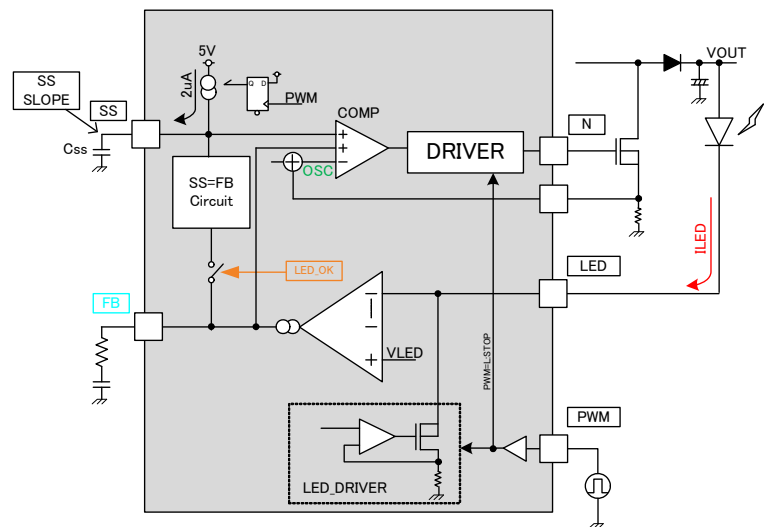 5V
VOUT
SS
SLOPE
SS
2uA
Q D
PWM
COMP
N
Css
DRIVER
SS=FB
Circuit
OSC
ILED
LED
LED_OK
FB
VLED
PWM=L:STOP
PWM
LED_DRIVER